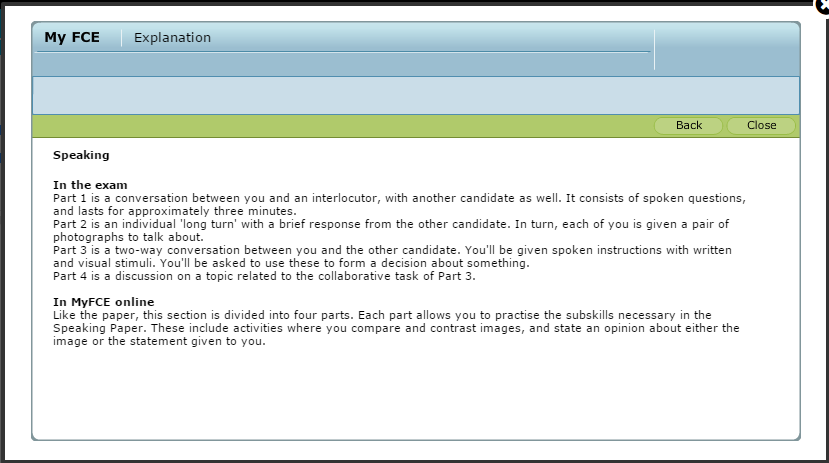 My FCE Explanation
Back Close
Speaking
In the exam
Part 1 is a conversation between you and an interlocutor, with another candidate as well. It consists of spoken questions,
and lasts for approximately three minutes.
Part 2 is an individual 'long turn' with a brief response from the other candidate. In turn, each of you is given a pair of
photographs to talk about.
Part 3 is a two-way conversation between you and the other candidate. You'll be given spoken instructions with written
and visual stimuli. You'll be asked to use these to form a decision about something.
Part 4 is a discussion on a topic related to the collaborative task of Part 3.
In MyFCE online
Like the paper, this section is divided into four parts. Each part allows you to practise the subskills necessary in the
Speaking Paper. These include activities where you compare and contrast images, and state an opinion about either the
image or the statement given to you.